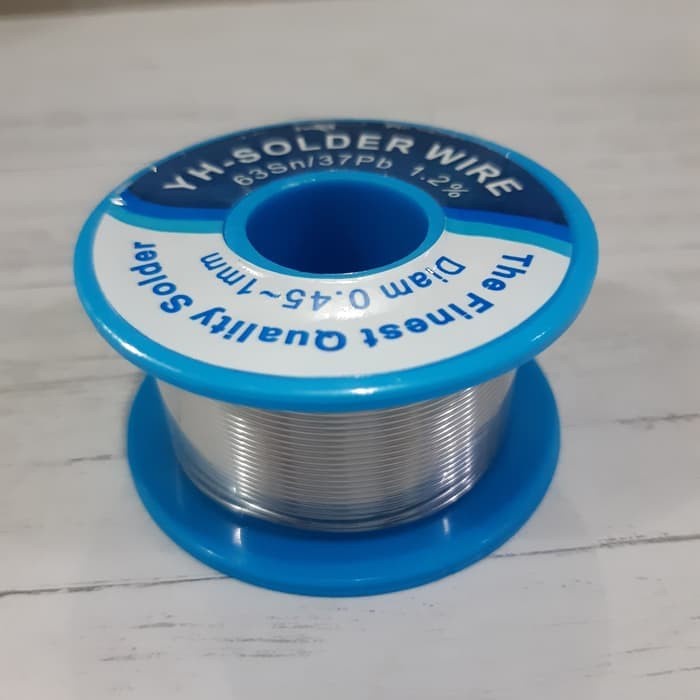 YH-SOLDER WIRE
63Sn/37Pb 1.2%
Diam 0.45~1mm
The Finest Quality Solder